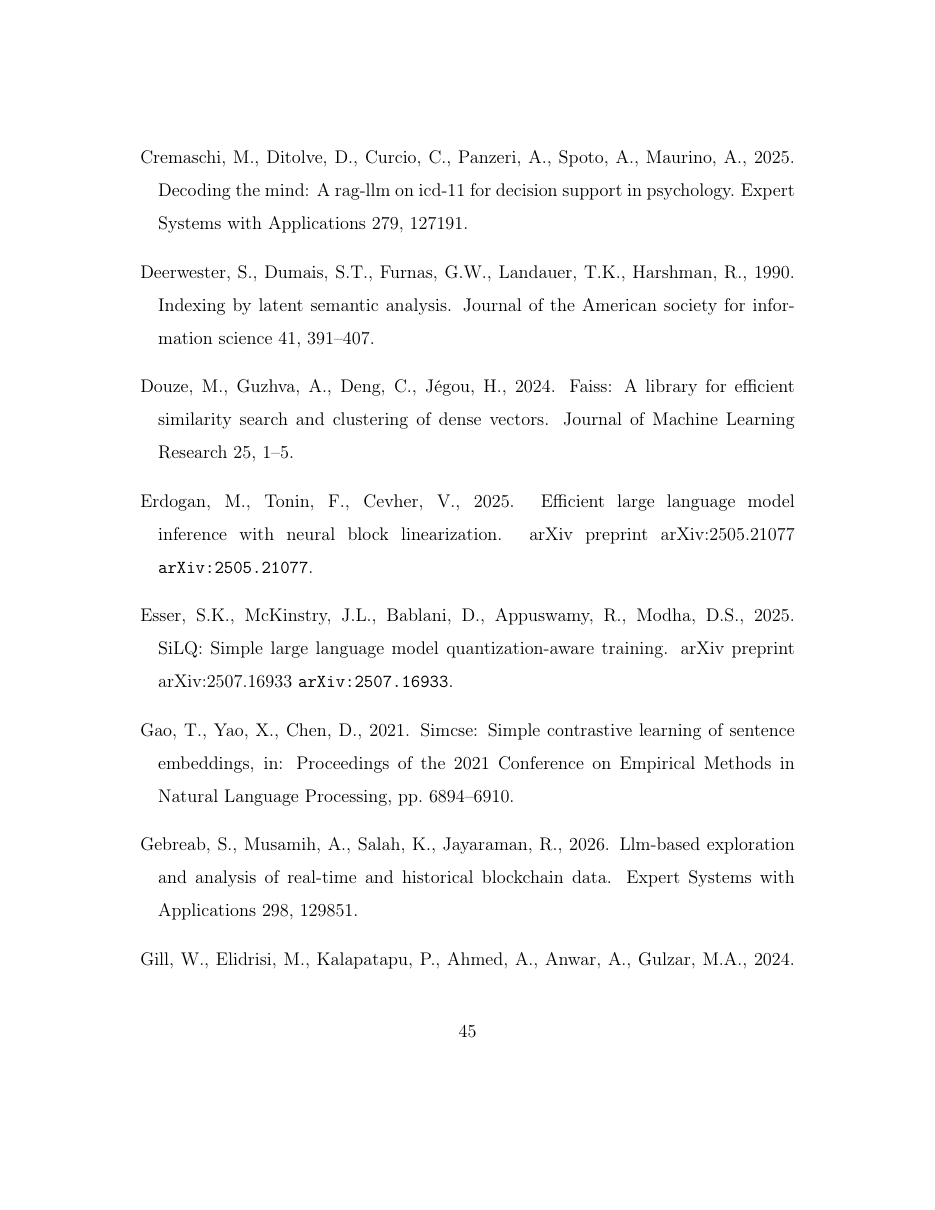 Cremaschi, M., Ditolve, D., Curcio, C., Panzeri, A., Spoto, A., Maurino, A., 2025.
Decoding the mind: A rag-llm on icd-11 for decision support in psychology. Expert
Systems with Applications 279, 127191.
Deerwester, S., Dumais, S.T., Furnas, G.W., Landauer, T.K., Harshman, R., 1990.
Indexing by latent semantic analysis. Journal of the American society for infor-
mation science 41, 391–407.
Douze, M., Guzhva, A., Deng, C., Jégou, H., 2024. Faiss: A library for efficient
similarity search and clustering of dense vectors. Journal of Machine Learning
Research 25, 1–5.
Erdogan, M., Tonin, F., Cevher, V., 2025. Efficient large language model
inference with neural block linearization. arXiv preprint arXiv:2505.21077
arXiv:2505.21077.
Esser, S.K., McKinstry, J.L., Bablani, D., Appuswamy, R., Modha, D.S., 2025.
SiLQ: Simple large language model quantization-aware training. arXiv preprint
arXiv:2507.16933 arXiv:2507.16933.
Gao, T., Yao, X., Chen, D., 2021. Simcse: Simple contrastive learning of sentence
embeddings, in: Proceedings of the 2021 Conference on Empirical Methods in
Natural Language Processing, pp. 6894–6910.
Gebreab, S., Musamih, A., Salah, K., Jayaraman, R., 2026. Llm-based exploration
and analysis of real-time and historical blockchain data. Expert Systems with
Applications 298, 129851.
Gill, W., Elidrisi, M., Kalapatapu, P., Ahmed, A., Anwar, A., Gulzar, M.A., 2024.
45